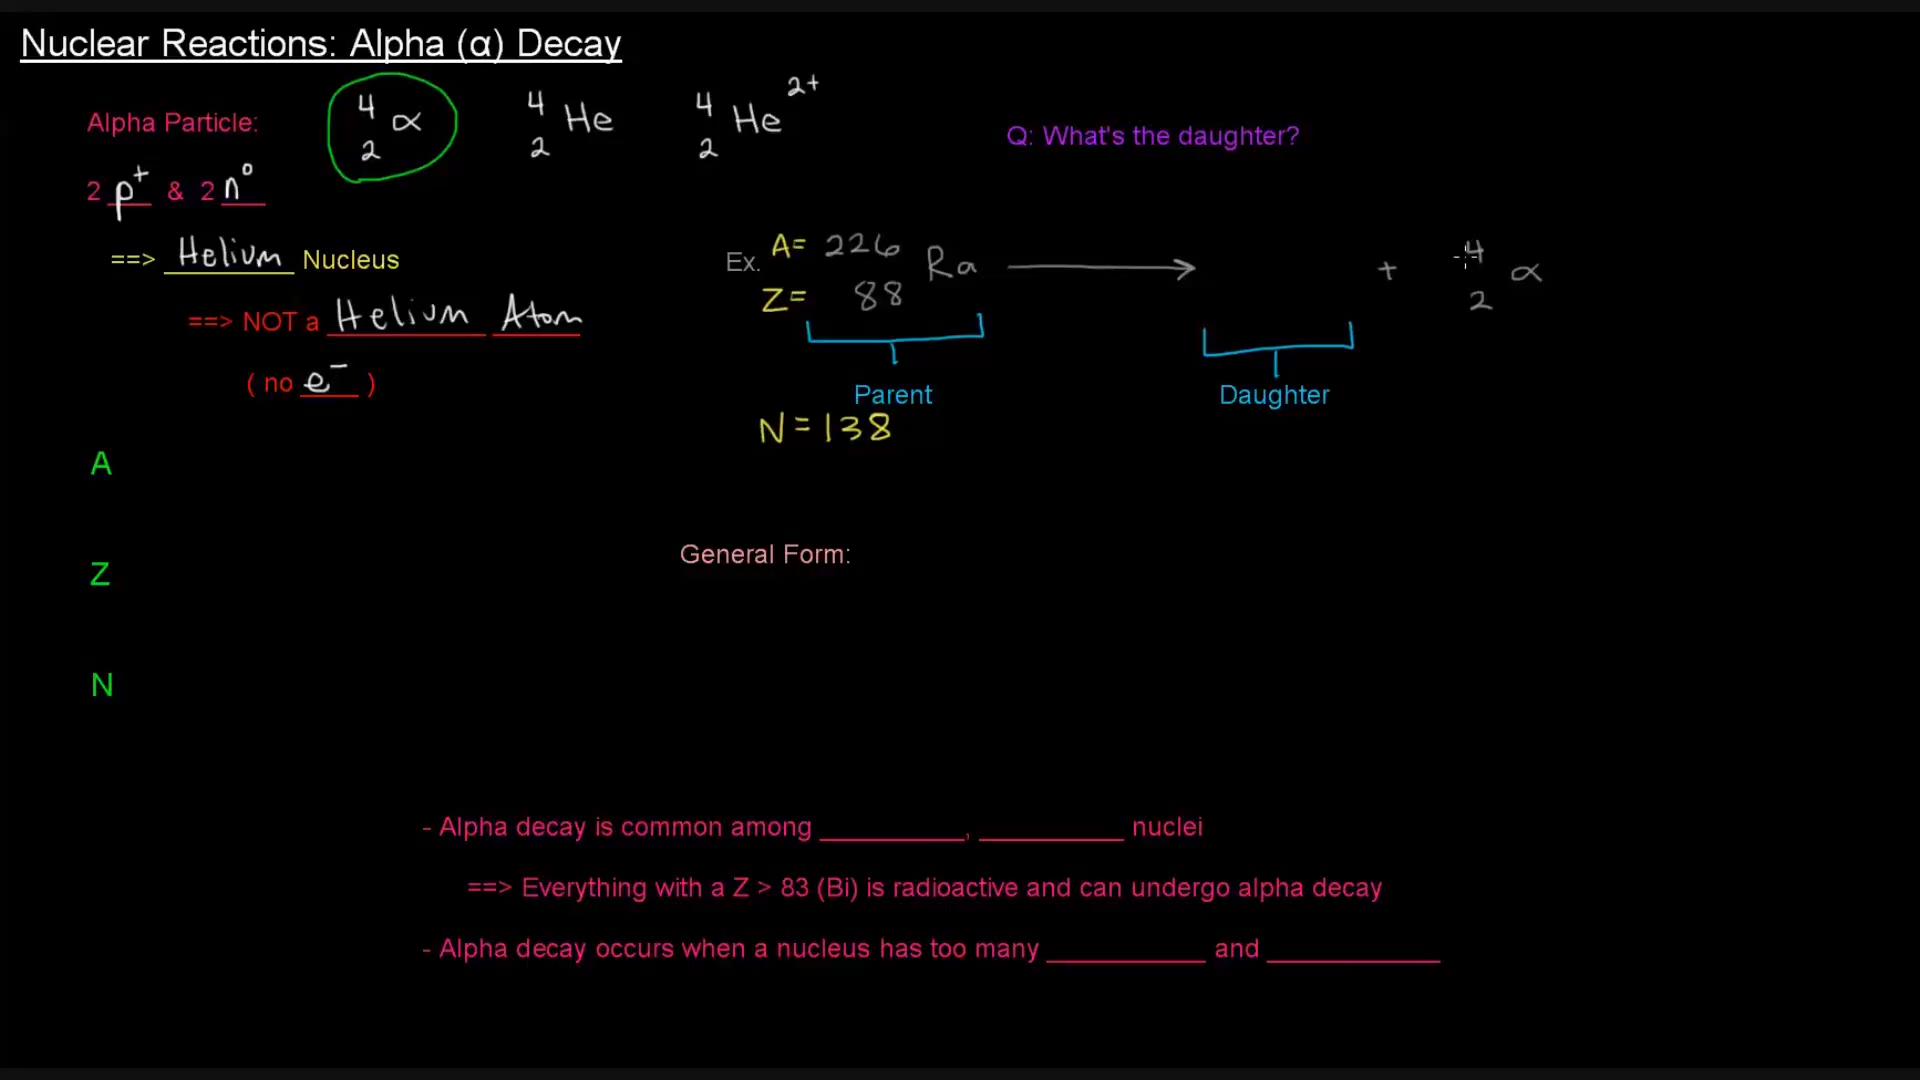 Nuclear Reactions: Alpha (α) Decay
Alpha Particle: 4 2 α 4 2 He 4 2 He 2+
Q: What's the daughter?
2 p+ & 2 n0
==> Helium Nucleus
==> NOT a Helium Atom
( no e- )
Ex. A= 226 Z= 88 Ra → + 4 2 α
Parent Daughter
N = 138
A
General Form:
Z
N
- Alpha decay is common among __________, __________ nuclei
==> Everything with a Z > 83 (Bi) is radioactive and can undergo alpha decay
- Alpha decay occurs when a nucleus has too many ___________ and ____________